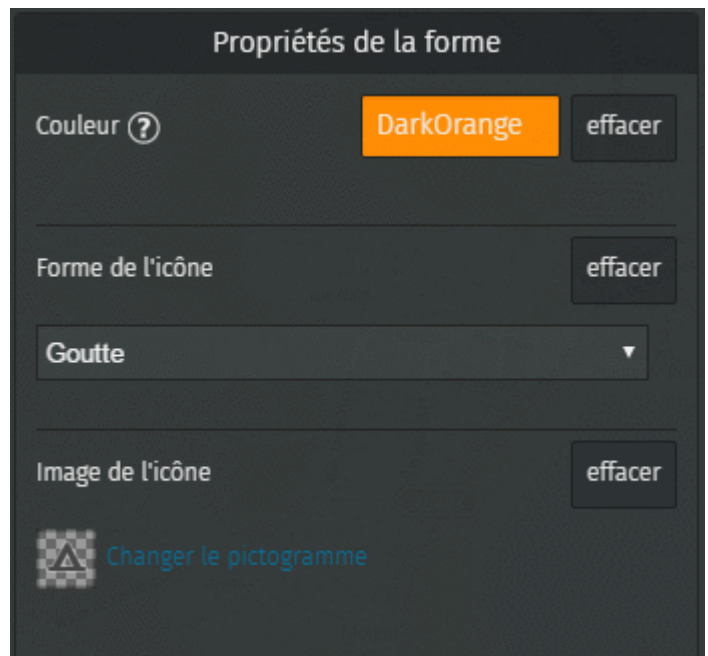 Propriétés de la forme
Couleur ? DarkOrange effacer
Forme de l'icône effacer
Goutte
Image de l'icône effacer
Changer le pictogramme